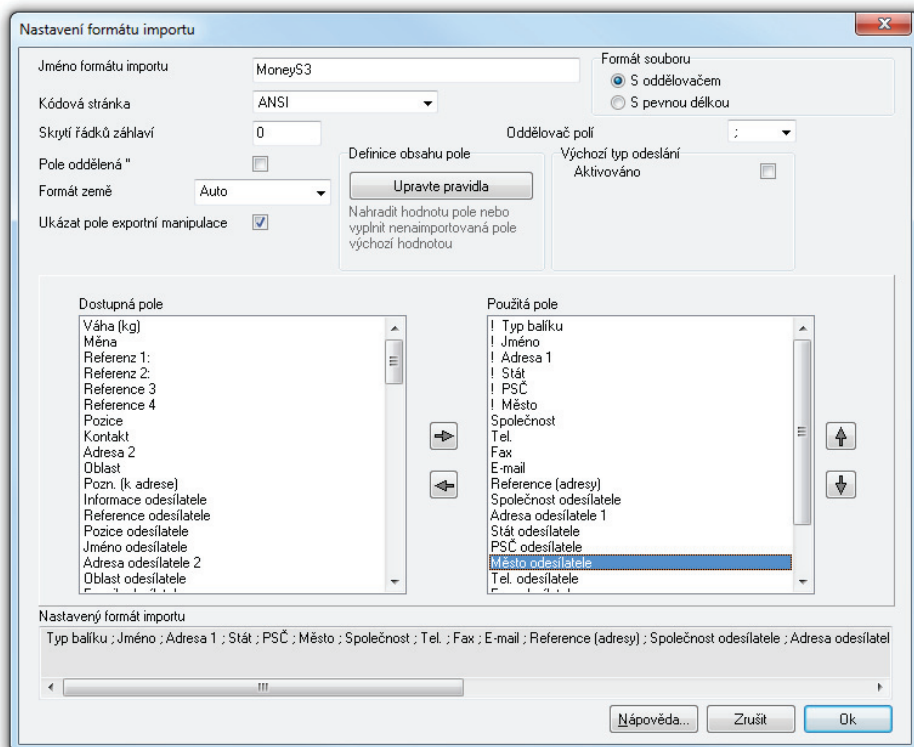 Nastavení formátu importu
Jméno formátu importu
MoneyS3
Formát souboru
S oddělovačem
S pevnou délkou
Kódová stránka
ANSI
Skrytí řádků záhlaví
0
Oddělovač polí
;
Pole oddělená "
Definice obsahu pole
Výchozí typ odeslání
Aktivováno
Formát země
Auto
Upravte pravidla
Ukázat pole exportní manipulace
Nahradit hodnotu pole nebo
vyplnit nenaimportovaná pole
výchozí hodnotou
Dostupná pole
Váha (kg)
Měna
Referenz 1:
Referenz 2:
Reference 3
Reference 4
Pozice
Kontakt
Adresa 2
Oblast
Pozn. (k adrese)
Informace odesílatele
Reference odesílatele
Pozice odesílatele
Jméno odesílatele
Adresa odesílatele 2
Oblast odesílatele
Použitá pole
! Typ balíku
! Jméno
! Adresa 1
! Stát
! PSČ
! Město
Společnost
Tel.
Fax
E-mail
Reference (adresy)
Společnost odesílatele
Adresa odesílatele 1
Stát odesílatele
PSČ odesílatele
Město odesílatele
Tel. odesílatele
Nastavený formát importu
Typ balíku ; Jméno ; Adresa 1 ; Stát ; PSČ ; Město ; Společnost ; Tel. ; Fax ; E-mail ; Reference (adresy) ; Společnost odesílatele ; Adresa odesílatel
Nápověda...
Zrušit
Ok